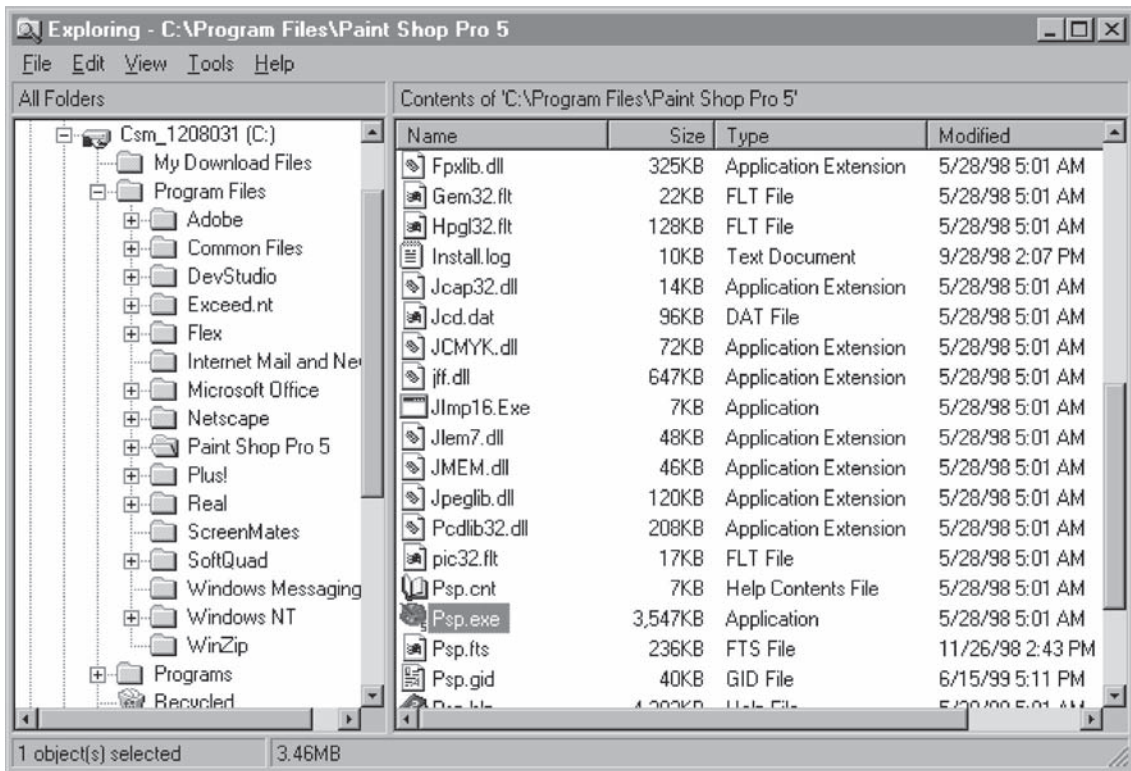 Exploring - C:\Program Files\Paint Shop Pro 5
File Edit View Tools Help
All Folders
Csm_1208031 (C:)
My Download Files
Program Files
Adobe
Common Files
DevStudio
Exceed.nt
Flex
Internet Mail and Ne
Microsoft Office
Netscape
Paint Shop Pro 5
Plus!
Real
ScreenMates
SoftQuad
Windows Messaging
Windows NT
WinZip
Programs
Recycled
Contents of 'C:\Program Files\Paint Shop Pro 5'
Name Size Type Modified
Fpxlib.dll 325KB Application Extension 5/28/98 5:01 AM
Gem32.flt 22KB FLT File 5/28/98 5:01 AM
Hpgl32.flt 128KB FLT File 5/28/98 5:01 AM
Install.log 10KB Text Document 9/28/98 2:07 PM
Jcap32.dll 14KB Application Extension 5/28/98 5:01 AM
Jcd.dat 96KB DAT File 5/28/98 5:01 AM
JCMYK.dll 72KB Application Extension 5/28/98 5:01 AM
jff.dll 647KB Application Extension 5/28/98 5:01 AM
JImp16.Exe 7KB Application 5/28/98 5:01 AM
Jlem7.dll 48KB Application Extension 5/28/98 5:01 AM
JMEM.dll 46KB Application Extension 5/28/98 5:01 AM
Jpeglib.dll 120KB Application Extension 5/28/98 5:01 AM
Pcdlib32.dll 208KB Application Extension 5/28/98 5:01 AM
pic32.flt 17KB FLT File 5/28/98 5:01 AM
Psp.cnt 7KB Help Contents File 5/28/98 5:01 AM
Psp.exe 3,547KB Application 5/28/98 5:01 AM
Psp.fts 236KB FTS File 11/26/98 2:43 PM
Psp.gid 40KB GID File 6/15/99 5:11 PM
1 object(s) selected 3.46MB